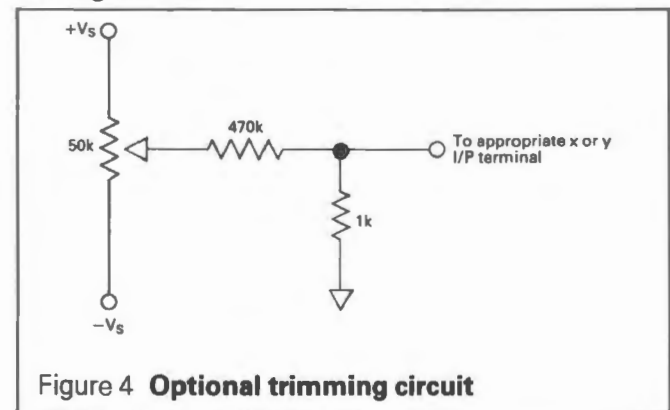 +Vs
50k
470k
To appropriate x or y
I/P terminal
1k
−Vs
Figure 4 Optional trimming circuit